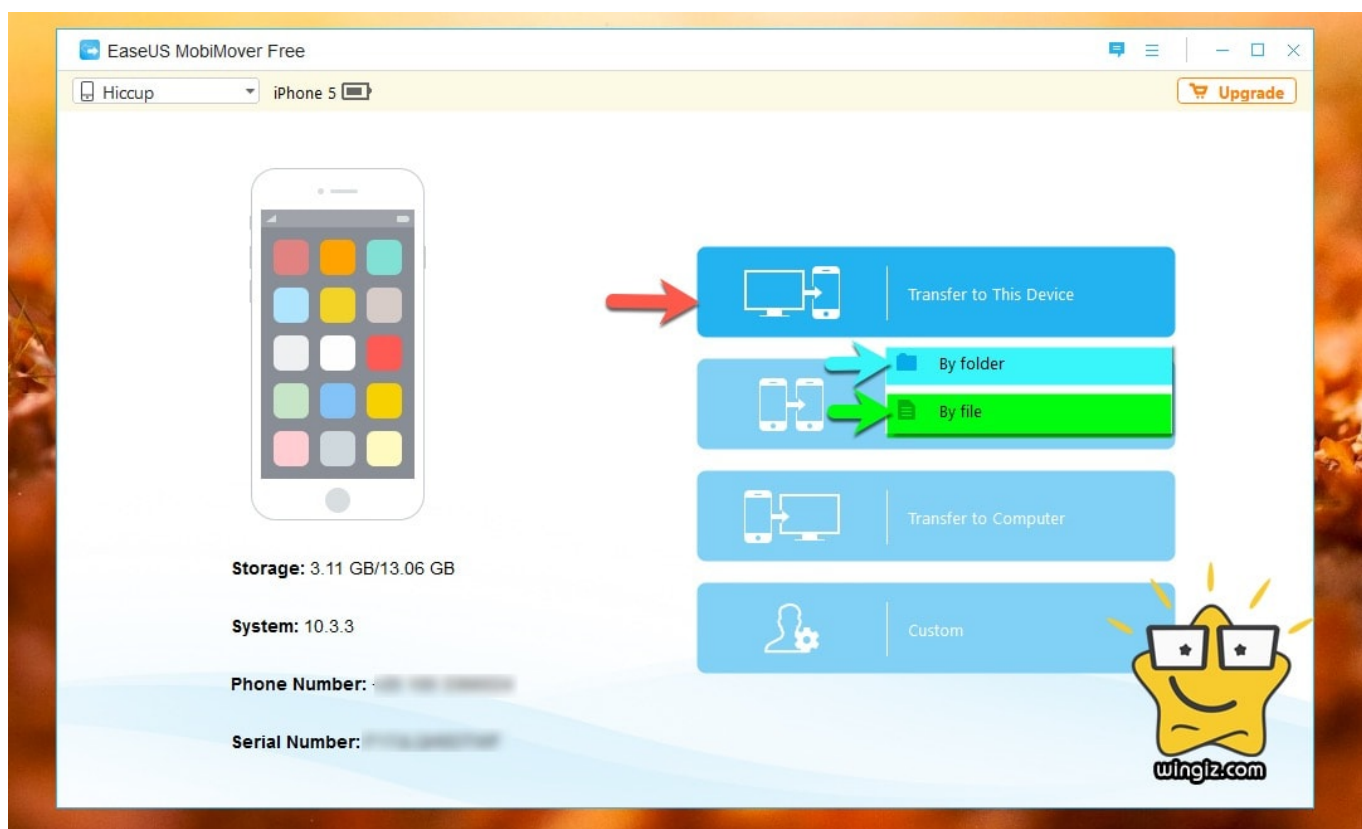 EaseUS MobiMover Free
Hiccup
iPhone 5
Upgrade
Transfer to This Device
By folder
By file
Transfer to Computer
Custom
Storage: 3.11 GB/13.06 GB
System: 10.3.3
Phone Number:
Serial Number:
wingiz.com